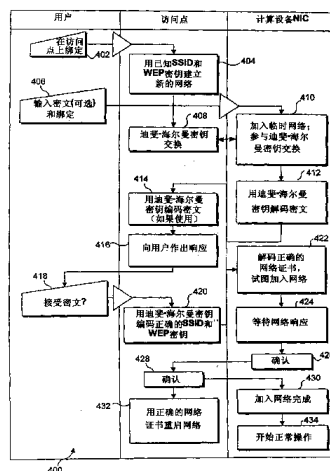 用户
访问点
计算设备NIC
在访问
点上绑定
402
用已知SSID和
WEP密钥建立
新的网络
404
406
输入密文(可选)
和绑定
408
迪斐-海尔曼密钥
交换
410
加入临时网络;
参与迪斐-海尔
曼密钥交换
412
用迪斐-海尔曼
密钥解码密文
414
用迪斐-海尔曼密
钥编码密文
(如果使用)
416
向用户作出响应
418
接受密文?
420
用迪斐-海尔曼密钥
编码正确的SSID和
WEP密钥
422
解码正确的
网络证书,
试图加入网络
424
等待网络响应
确认
426
428
确认
430
加入网络完成
432
用正确的网络
证书重启网络
434
开始正常操作
400